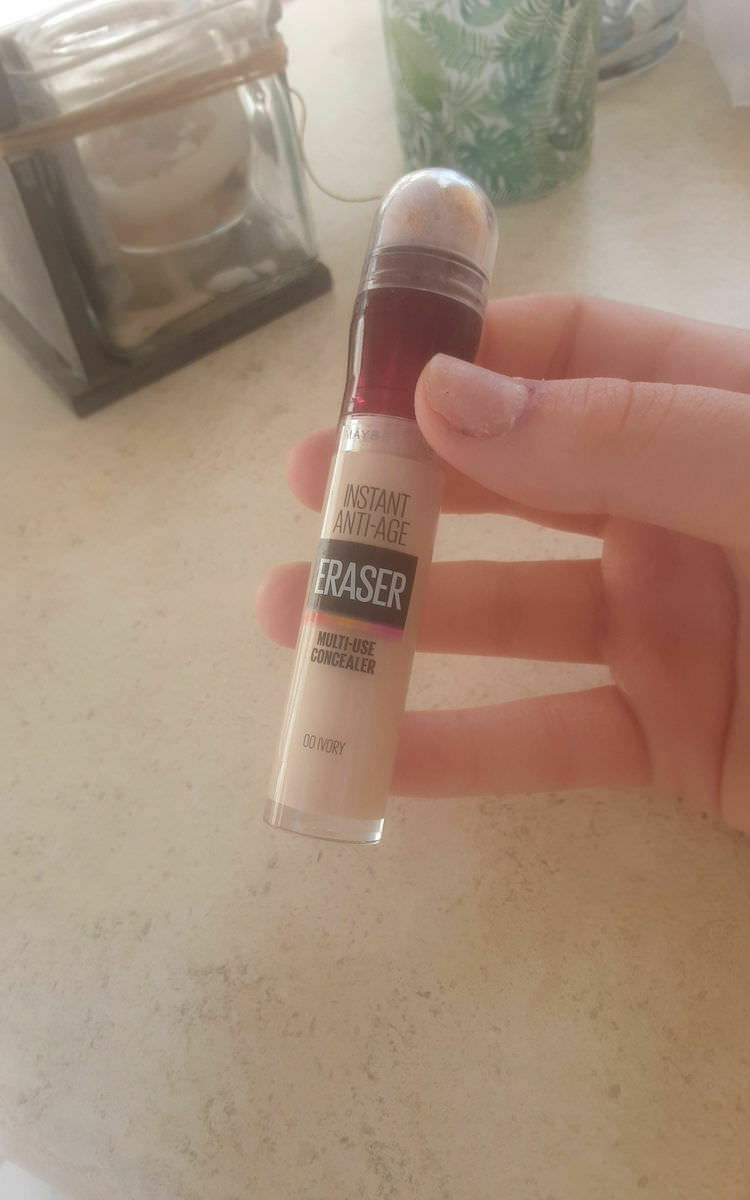 INSTANT
ANTI-AGE
ERASER
MULTI-USE
CONCEALER
00 IVORY